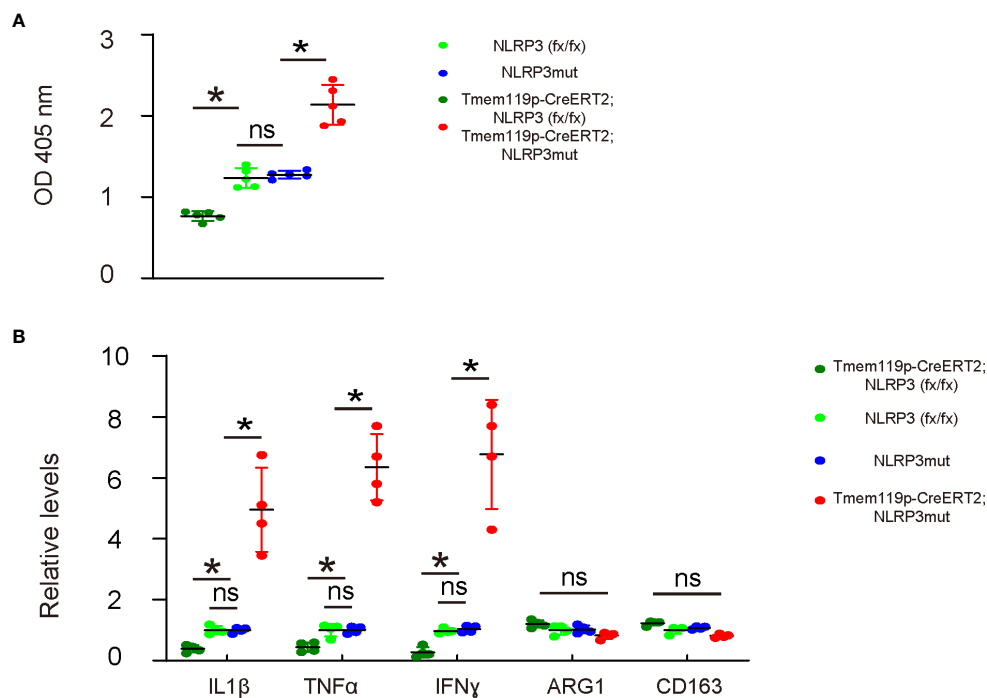 A
3
2
1
0
OD 405 nm
*
ns
*
NLRP3 (fx/fx)
NLRP3mut
Tmem119p-CreERT2;
NLRP3 (fx/fx)
Tmem119p-CreERT2;
NLRP3mut
B
10
8
6
4
2
0
Relative levels
*
ns
*
*
ns
*
*
ns
*
ns
ns
IL1β
TNFα
IFNɣ
ARG1
CD163
Tmem119p-CreERT2;
NLRP3 (fx/fx)
NLRP3 (fx/fx)
NLRP3mut
Tmem119p-CreERT2;
NLRP3mut